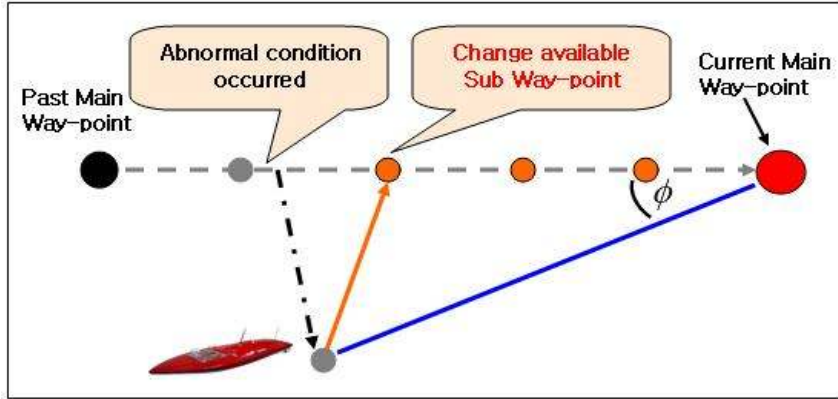 Abnormal condition
occurred
Change available
Sub Way-point
Current Main
Way-point
Past Main
Way-point
ϕ